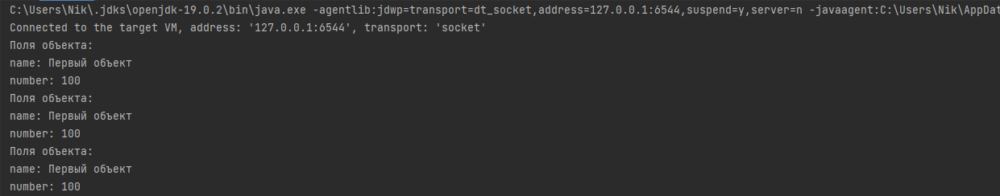 C:\Users\Nik\.jdks\openjdk-19.0.2\bin\java.exe -agentlib:jdwp=transport=dt_socket,address=127.0.0.1:6544,suspend=y,server=n -javaagent:C:\Users\Nik\AppDat
Connected to the target VM, address: '127.0.0.1:6544', transport: 'socket'
Поля объекта:
name: Первый объект
number: 100
Поля объекта:
name: Первый объект
number: 100
Поля объекта:
name: Первый объект
number: 100